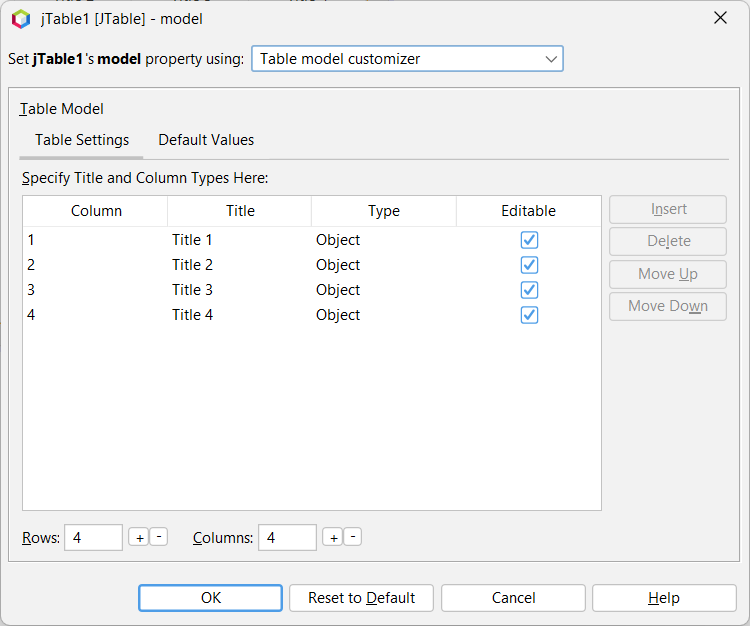 jTable1 [JTable] - model
Set jTable1's model property using: Table model customizer
Table Model
Table Settings Default Values
Specify Title and Column Types Here:
Column Title Type Editable Insert
1 Title 1 Object Delete
2 Title 2 Object Move Up
3 Title 3 Object
4 Title 4 Object Move Down
Rows: 4 + - Columns: 4 + -
OK Reset to Default Cancel Help